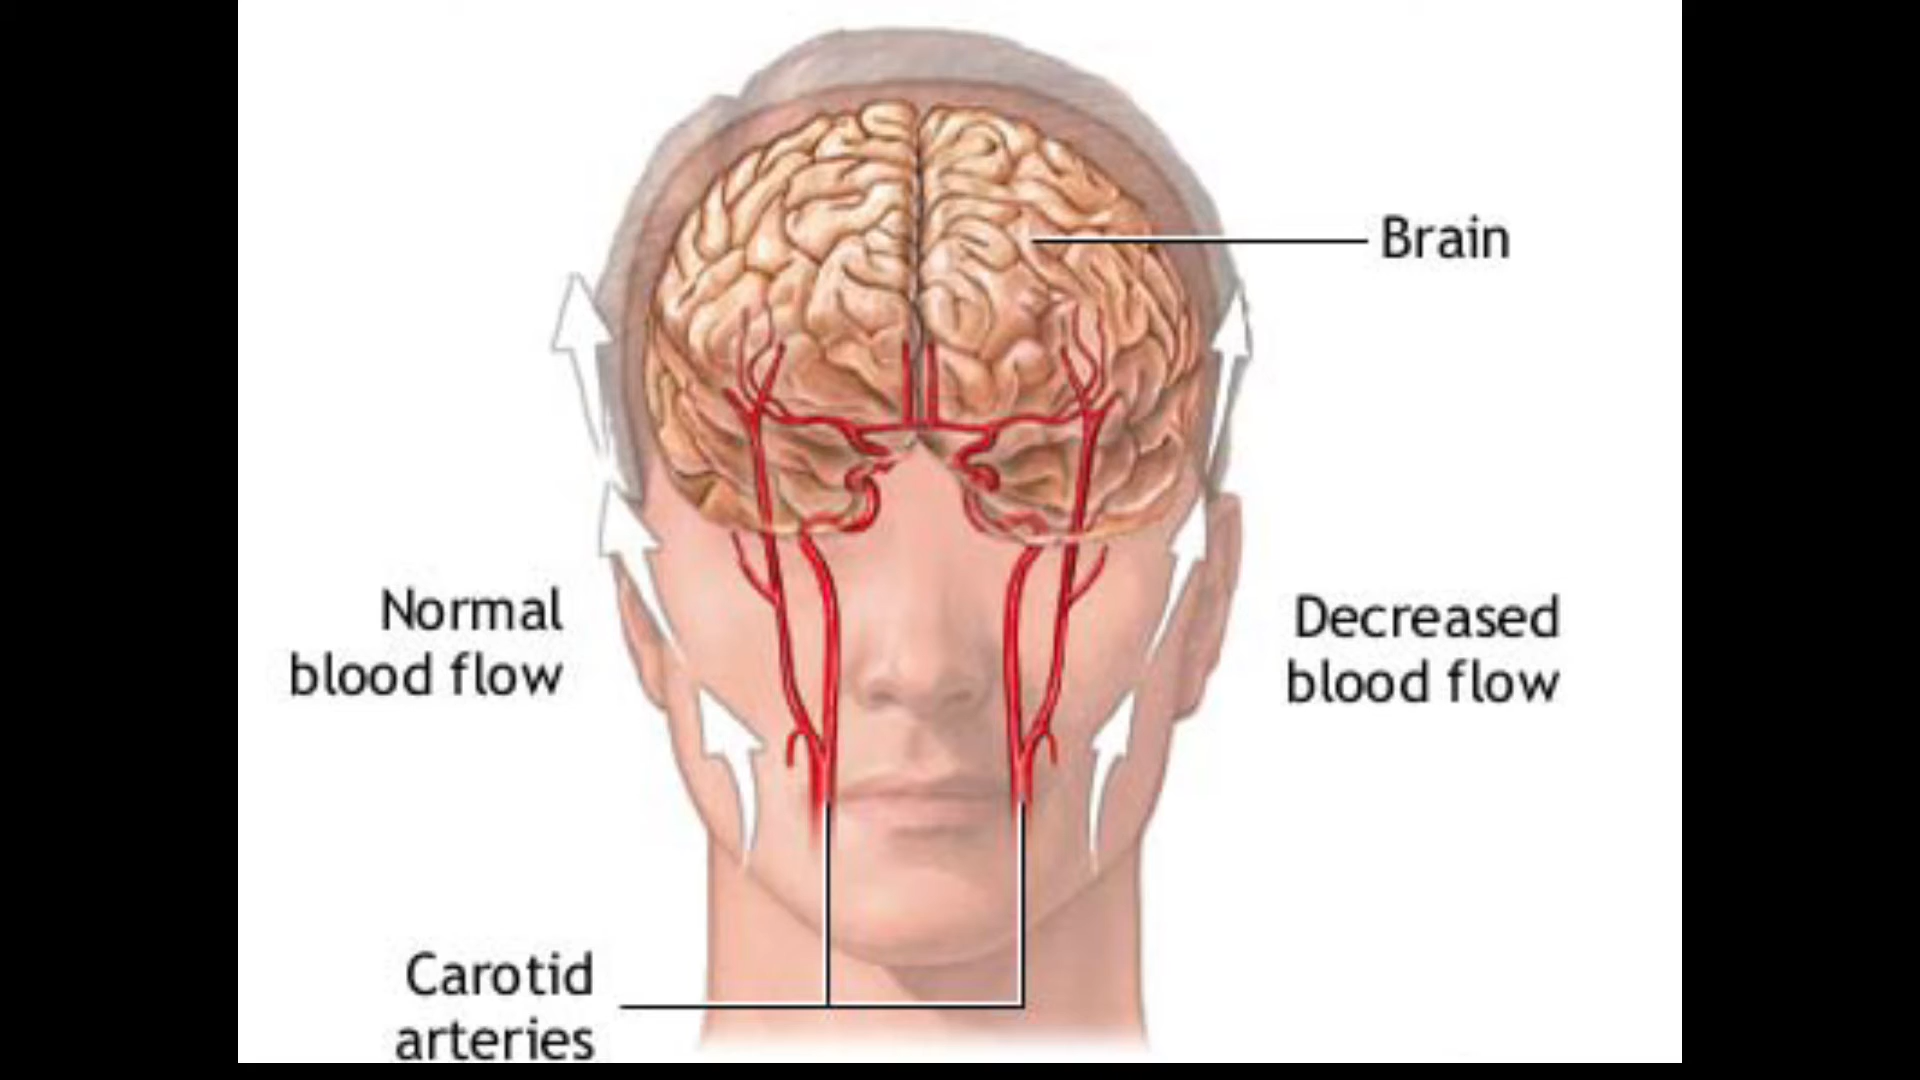 Brain
Normal
blood flow
Decreased
blood flow
Carotid
arteries